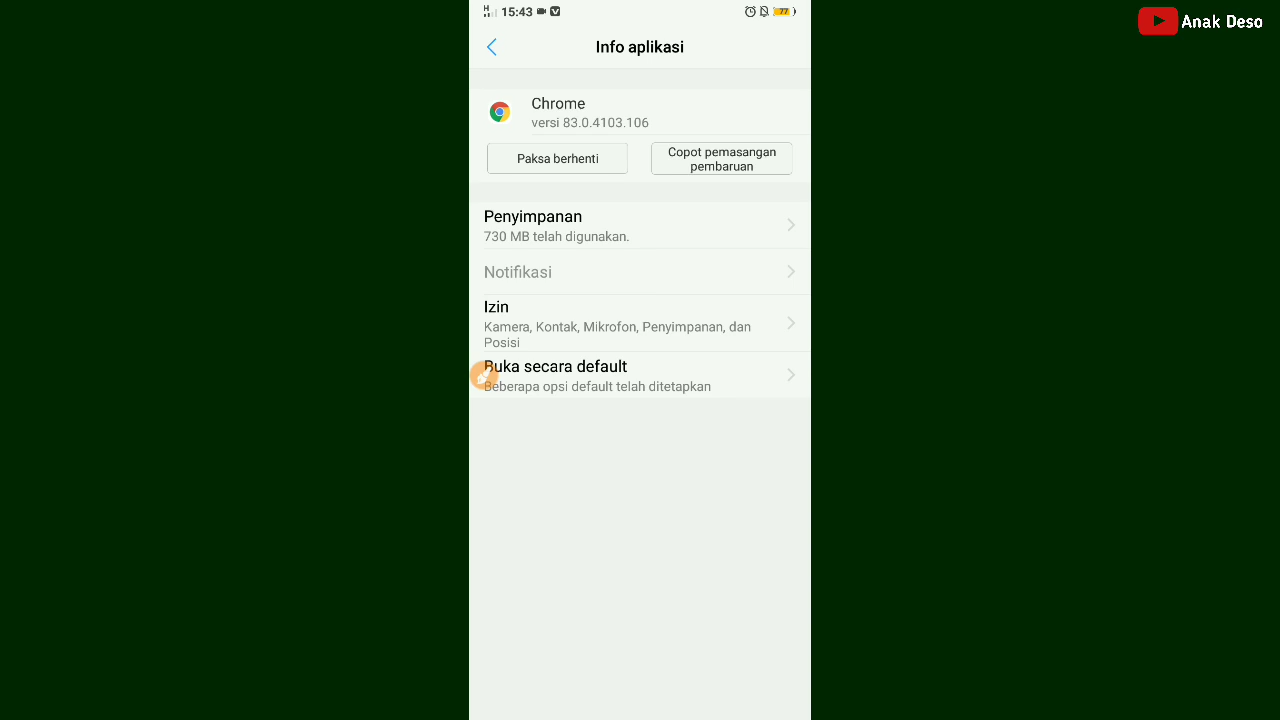 H
15:43
77
Anak Deso
Info aplikasi
Chrome
versi 83.0.4103.106
Paksa berhenti
Copot pemasangan
pembaruan
Penyimpanan
730 MB telah digunakan.
Notifikasi
Izin
Kamera, Kontak, Mikrofon, Penyimpanan, dan
Posisi
Buka secara default
Beberapa opsi default telah ditetapkan